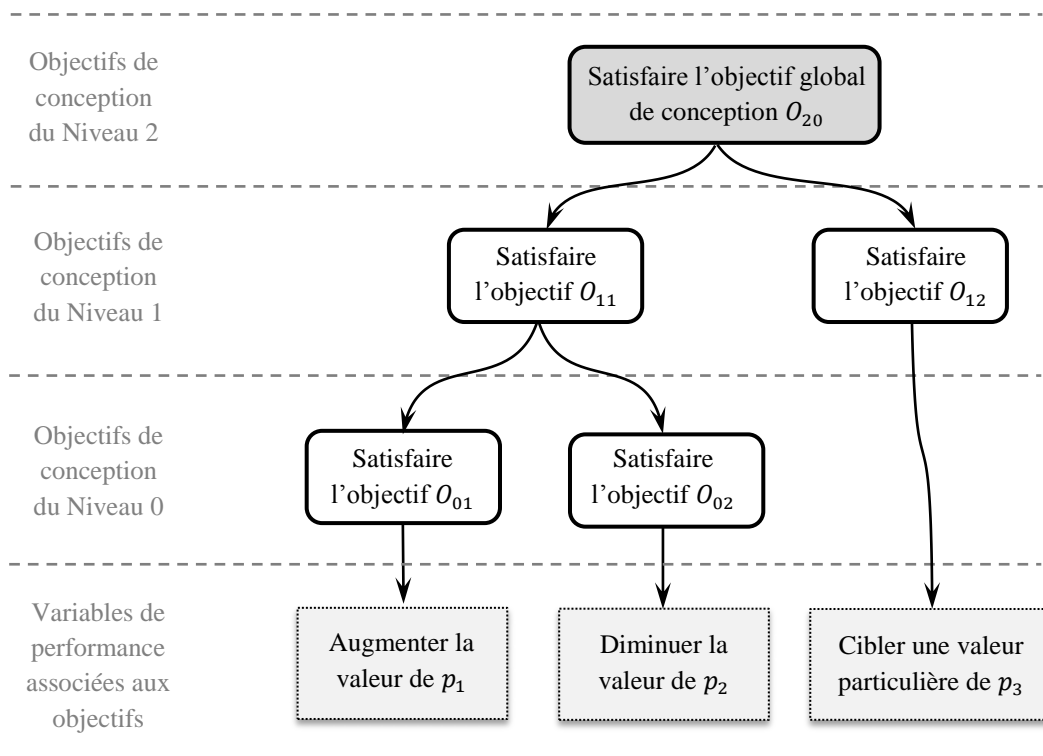 Objectifs de
conception
du Niveau 2
Satisfaire l’objectif global
de conception O₂₀
Objectifs de
conception
du Niveau 1
Satisfaire
l’objectif O₁₁
Satisfaire
l’objectif O₁₂
Objectifs de
conception
du Niveau 0
Satisfaire
l’objectif O₀₁
Satisfaire
l’objectif O₀₂
Variables de
performance
associées aux
objectifs
Augmenter la
valeur de p₁
Diminuer la
valeur de p₂
Cibler une valeur
particulière de p₃